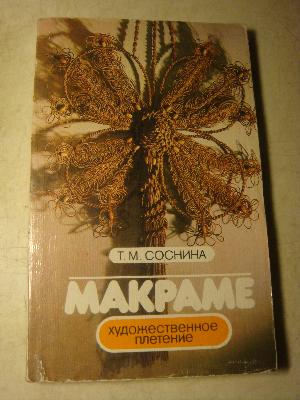 Т. М. СОСНИНА
МАКРАМЕ
художественное
плетение